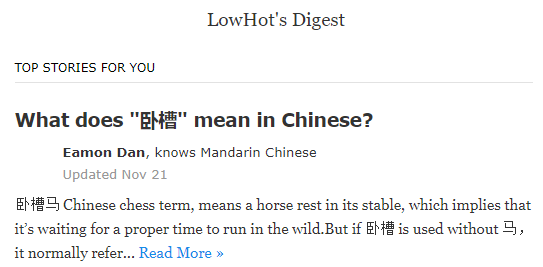 LowHot's Digest
TOP STORIES FOR YOU
What does "卧槽" mean in Chinese?
Eamon Dan, knows Mandarin Chinese
Updated Nov 21
卧槽马 Chinese chess term, means a horse rest in its stable, which implies that
it’s waiting for a proper time to run in the wild.But if 卧槽 is used without 马，
it normally refer... Read More »